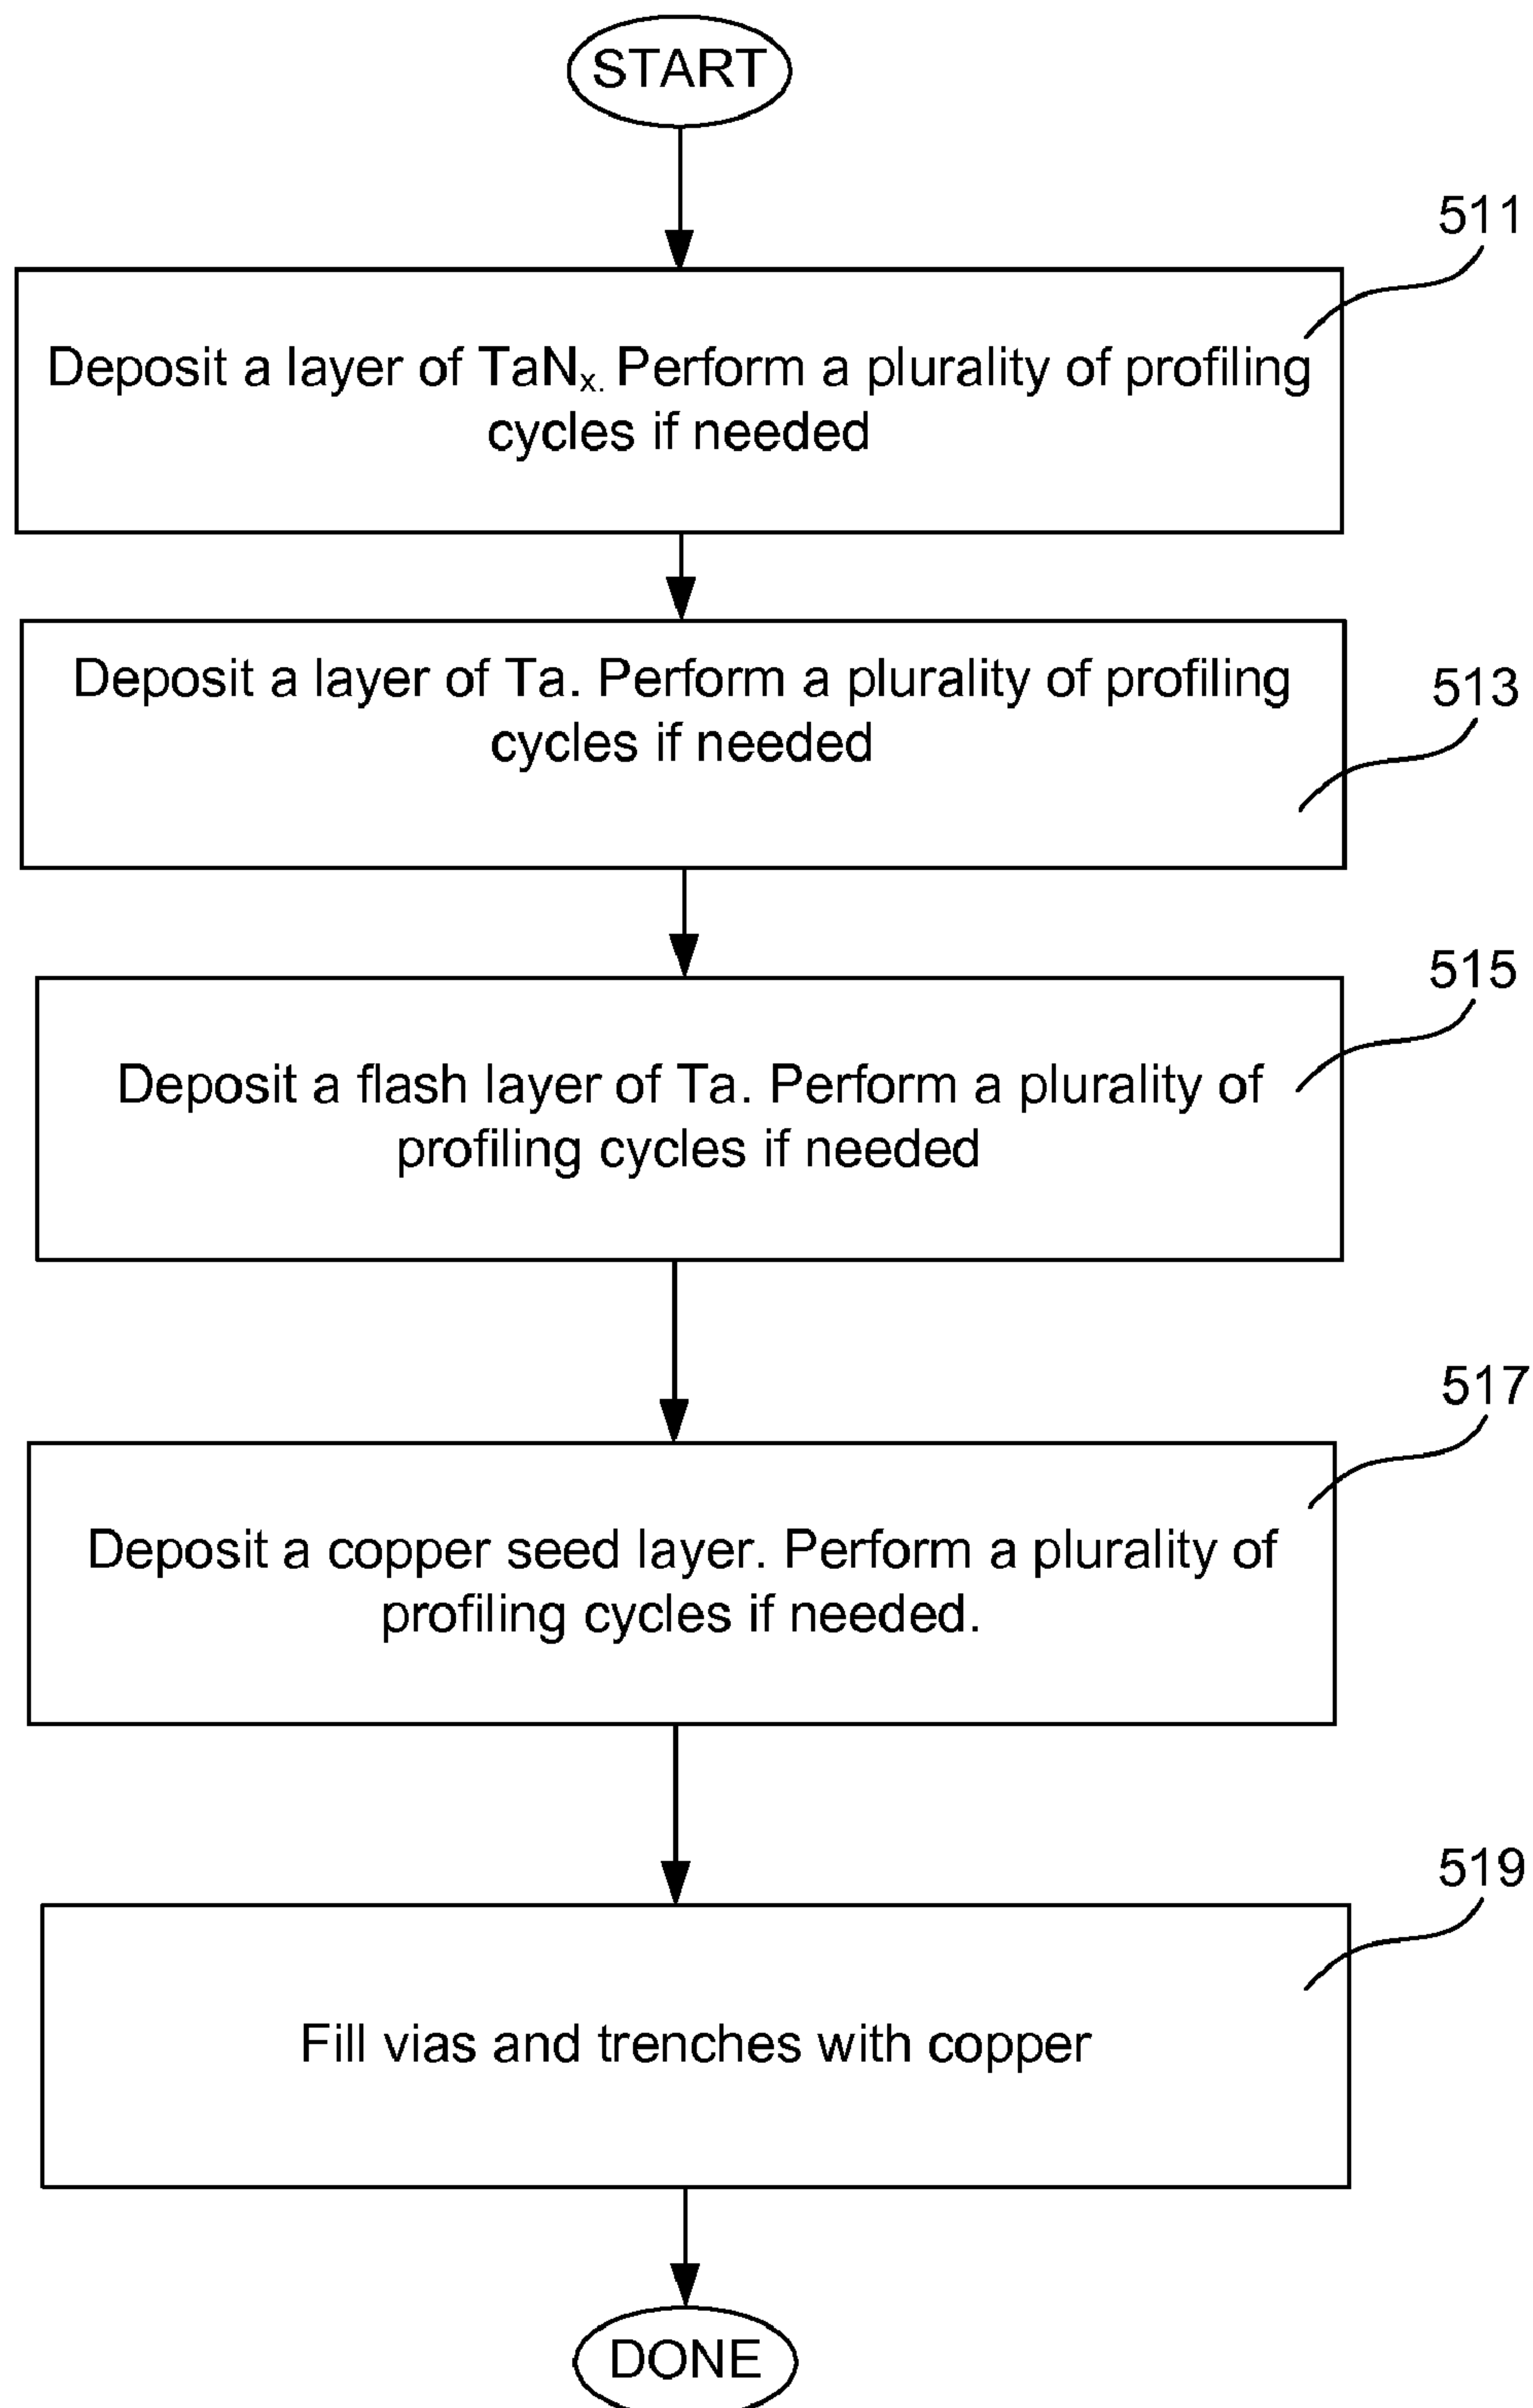 START
511
Deposit a layer of TaNx. Perform a plurality of profiling
cycles if needed
Deposit a layer of Ta. Perform a plurality of profiling
cycles if needed
513
515
Deposit a flash layer of Ta. Perform a plurality of
profiling cycles if needed
517
Deposit a copper seed layer. Perform a plurality of
profiling cycles if needed.
519
Fill vias and trenches with copper
DONE